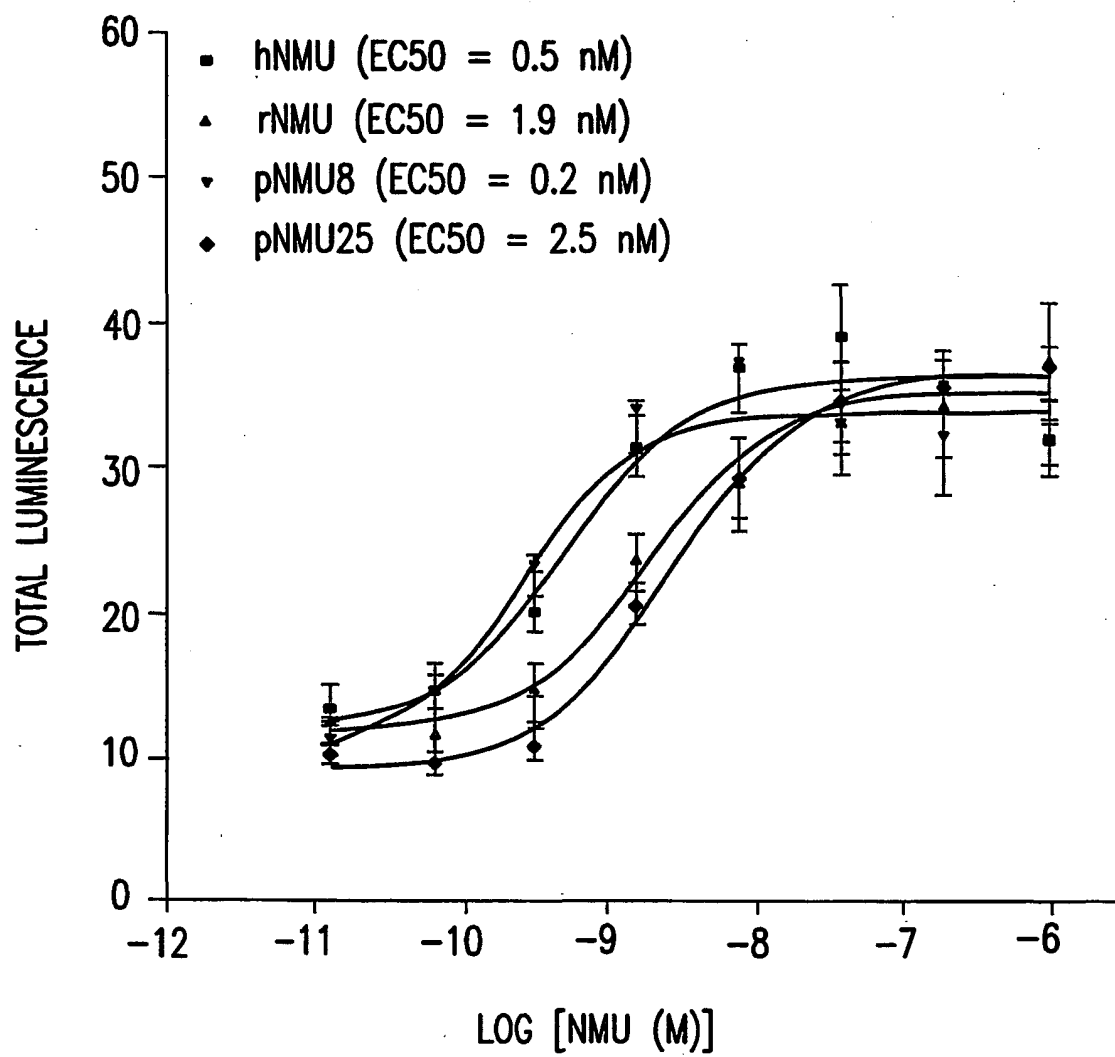 60
50
40
30
20
10
0
hNMU (EC50 = 0.5 nM)
rNMU (EC50 = 1.9 nM)
pNMU8 (EC50 = 0.2 nM)
pNMU25 (EC50 = 2.5 nM)
TOTAL LUMINESCENCE
-12 -11 -10 -9 -8 -7 -6
LOG [NMU (M)]